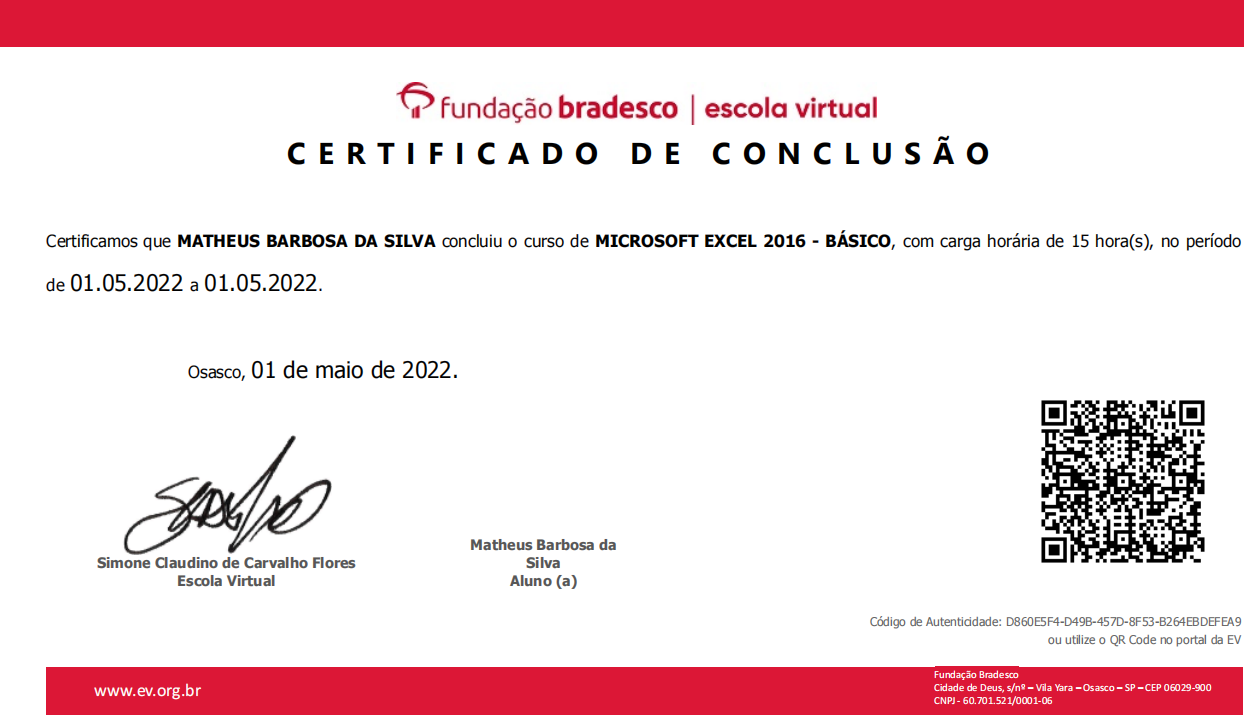 fundação bradesco | escola virtual
CERTIFICADO DE CONCLUSÃO
Certificamos que MATHEUS BARBOSA DA SILVA concluiu o curso de MICROSOFT EXCEL 2016 - BÁSICO, com carga horária de 15 hora(s), no período
de 01.05.2022 a 01.05.2022.
Osasco, 01 de maio de 2022.
Simone Claudino de Carvalho Flores
Escola Virtual
Matheus Barbosa da
Silva
Aluno (a)
Código de Autenticidade: D860E5F4-D49B-457D-8F53-B264EBDEFEA9
ou utilize o QR Code no portal da EV
www.ev.org.br
Fundação Bradesco
Cidade de Deus, s/nº – Vila Yara – Osasco – SP – CEP 06029-900
CNPJ - 60.701.521/0001-06